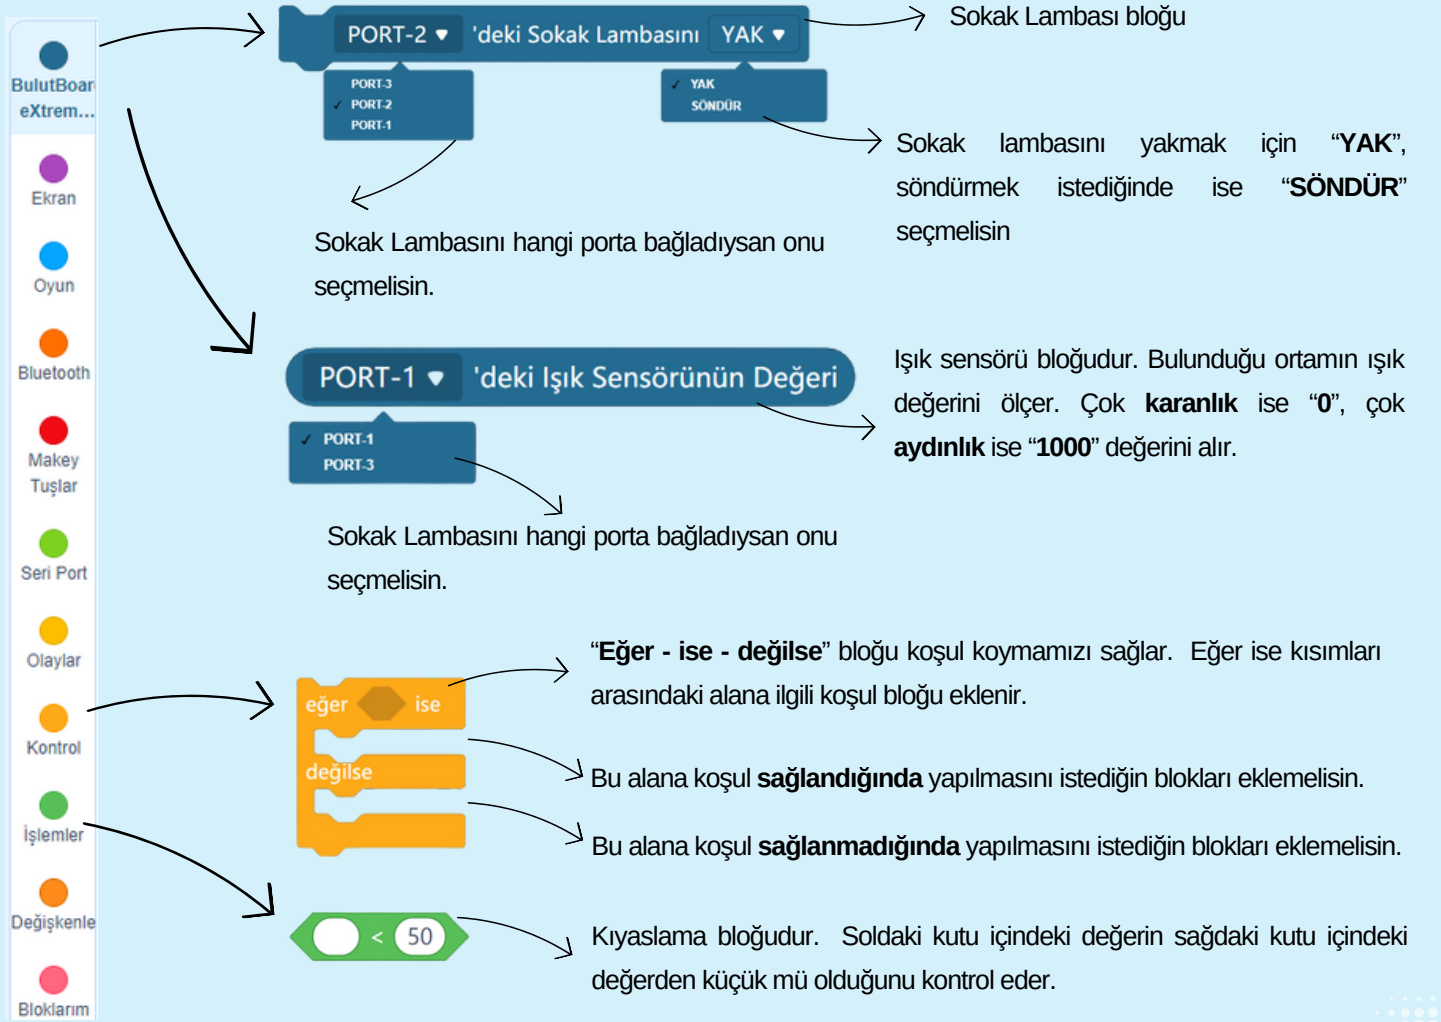 BulutBoar
eXtrem...
Ekran
Oyun
Bluetooth
Makey
Tuşlar
Seri Port
Olaylar
Kontrol
İşlemler
Değişkenle
Bloklarım
PORT-2 'deki Sokak Lambasını YAK
PORT-3
✓ PORT-2
PORT-1
✓ YAK
SÖNDÜR
Sokak Lambası bloğu
Sokak lambasını yakmak için “YAK”,
söndürmek istediğinde ise “SÖNDÜR”
seçmelisin
Sokak Lambasını hangi porta bağladıysan onu
seçmelisin.
PORT-1 'deki Işık Sensörünün Değeri
✓ PORT-1
PORT-3
Işık sensörü bloğudur. Bulunduğu ortamın ışık
değerini ölçer. Çok karanlık ise “0”, çok
aydınlık ise “1000” değerini alır.
Sokak Lambasını hangi porta bağladıysan onu
seçmelisin.
eğer ise
değilse
“Eğer - ise - değilse” bloğu koşul koymamızı sağlar. Eğer ise kısımları
arasındaki alana ilgili koşul bloğu eklenir.
Bu alana koşul sağlandığında yapılmasını istediğin blokları eklemelisin.
Bu alana koşul sağlanmadığında yapılmasını istediğin blokları eklemelisin.
< 50
Kıyaslama bloğudur. Soldaki kutu içindeki değerin sağdaki kutu içindeki
değerden küçük mü olduğunu kontrol eder.